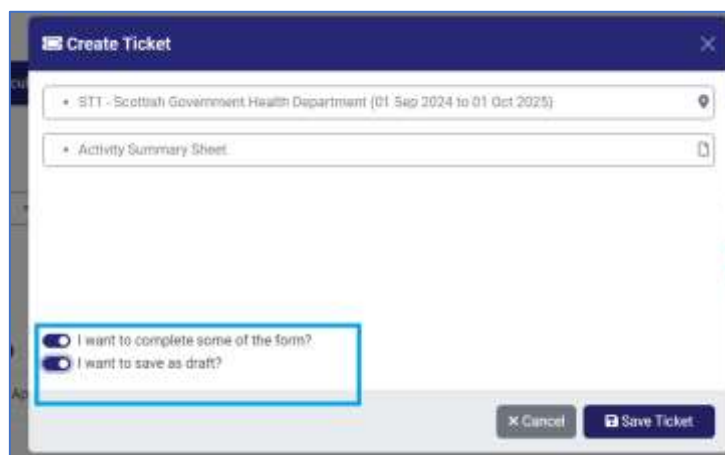 Create Ticket
• ST1 - Scottish Government Health Department (01 Sep 2024 to 01 Oct 2025)
• Activity Summary Sheet
I want to complete some of the form?
I want to save as draft?
Ap
× Cancel
Save Ticket